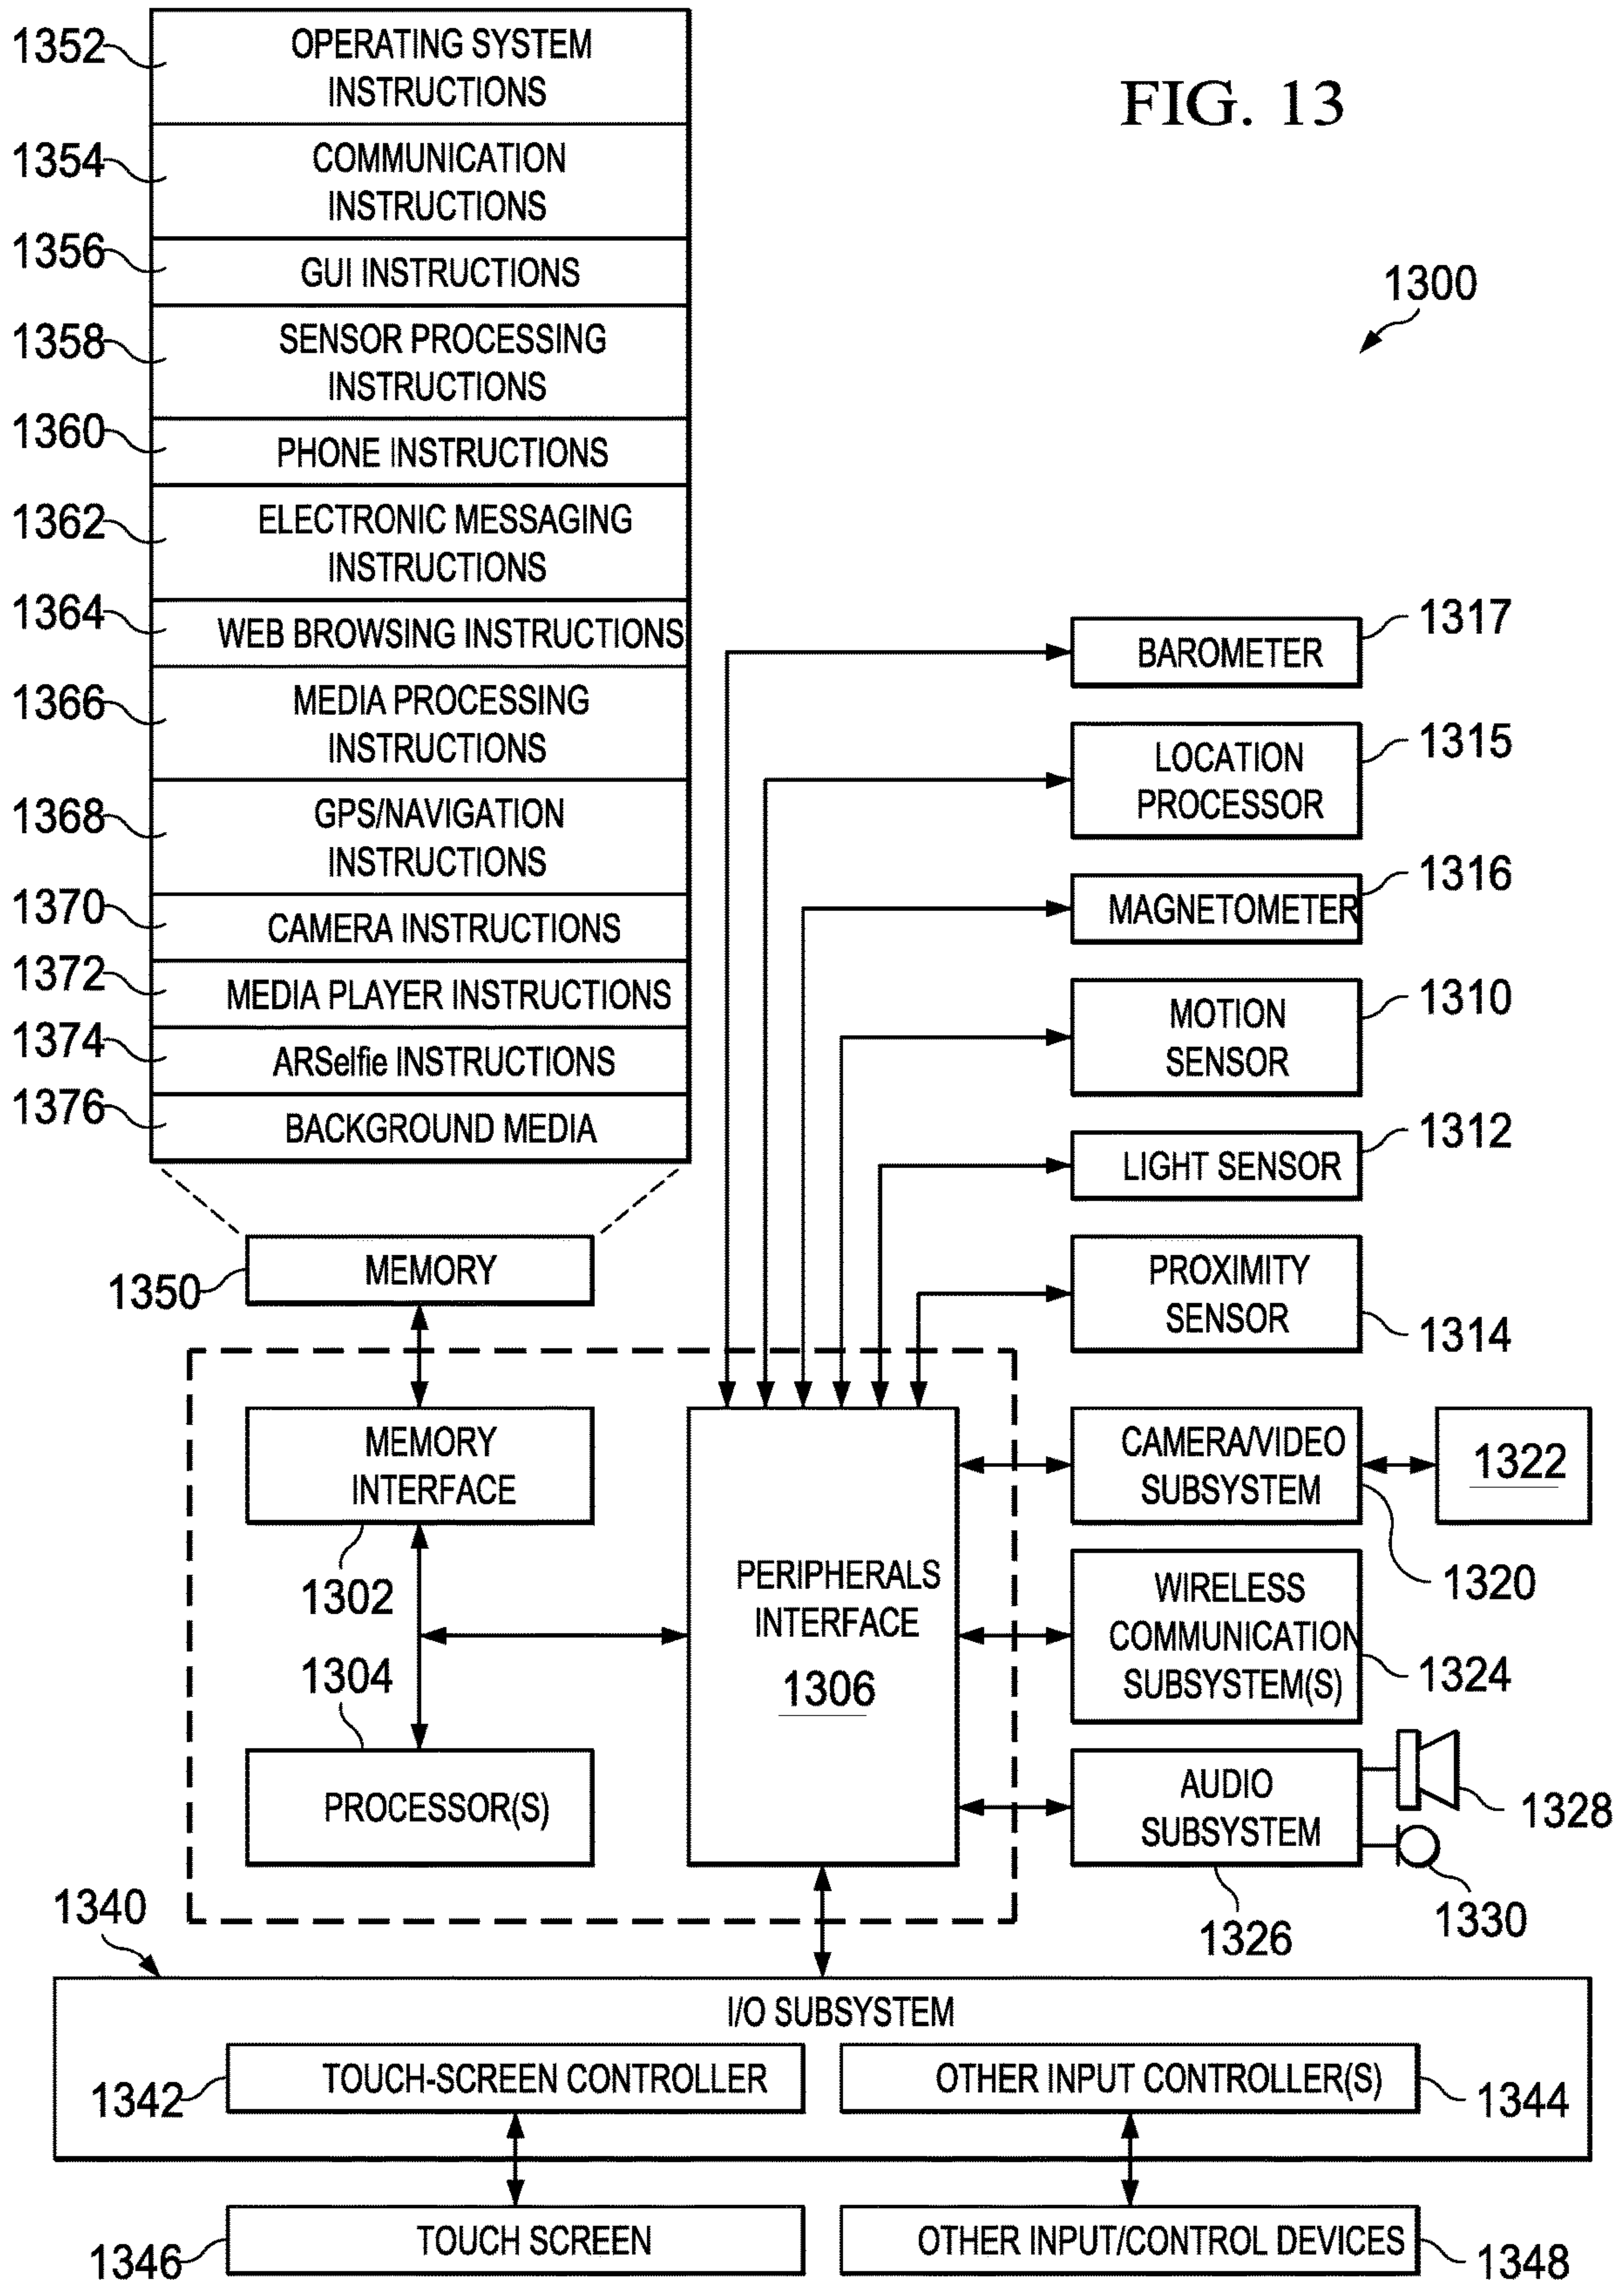 FIG. 13
1300
1352
OPERATING SYSTEM
INSTRUCTIONS
1354
COMMUNICATION
INSTRUCTIONS
1356
GUI INSTRUCTIONS
1358
SENSOR PROCESSING
INSTRUCTIONS
1360
PHONE INSTRUCTIONS
1362
ELECTRONIC MESSAGING
INSTRUCTIONS
1364
WEB BROWSING INSTRUCTIONS
1366
MEDIA PROCESSING
INSTRUCTIONS
1368
GPS/NAVIGATION
INSTRUCTIONS
1370
CAMERA INSTRUCTIONS
1372
MEDIA PLAYER INSTRUCTIONS
1374
ARSelfie INSTRUCTIONS
1376
BACKGROUND MEDIA
1350
MEMORY
MEMORY
INTERFACE
1302
1304
PROCESSOR(S)
PERIPHERALS
INTERFACE
1306
BAROMETER
1317
LOCATION
PROCESSOR
1315
MAGNETOMETER
1316
MOTION
SENSOR
1310
LIGHT SENSOR
1312
PROXIMITY
SENSOR
1314
CAMERA/VIDEO
SUBSYSTEM
1320
1322
WIRELESS
COMMUNICATION
SUBSYSTEM(S)
1324
AUDIO
SUBSYSTEM
1326
1328
1330
1340
I/O SUBSYSTEM
1342
TOUCH-SCREEN CONTROLLER
OTHER INPUT CONTROLLER(S)
1344
1346
TOUCH SCREEN
OTHER INPUT/CONTROL DEVICES
1348